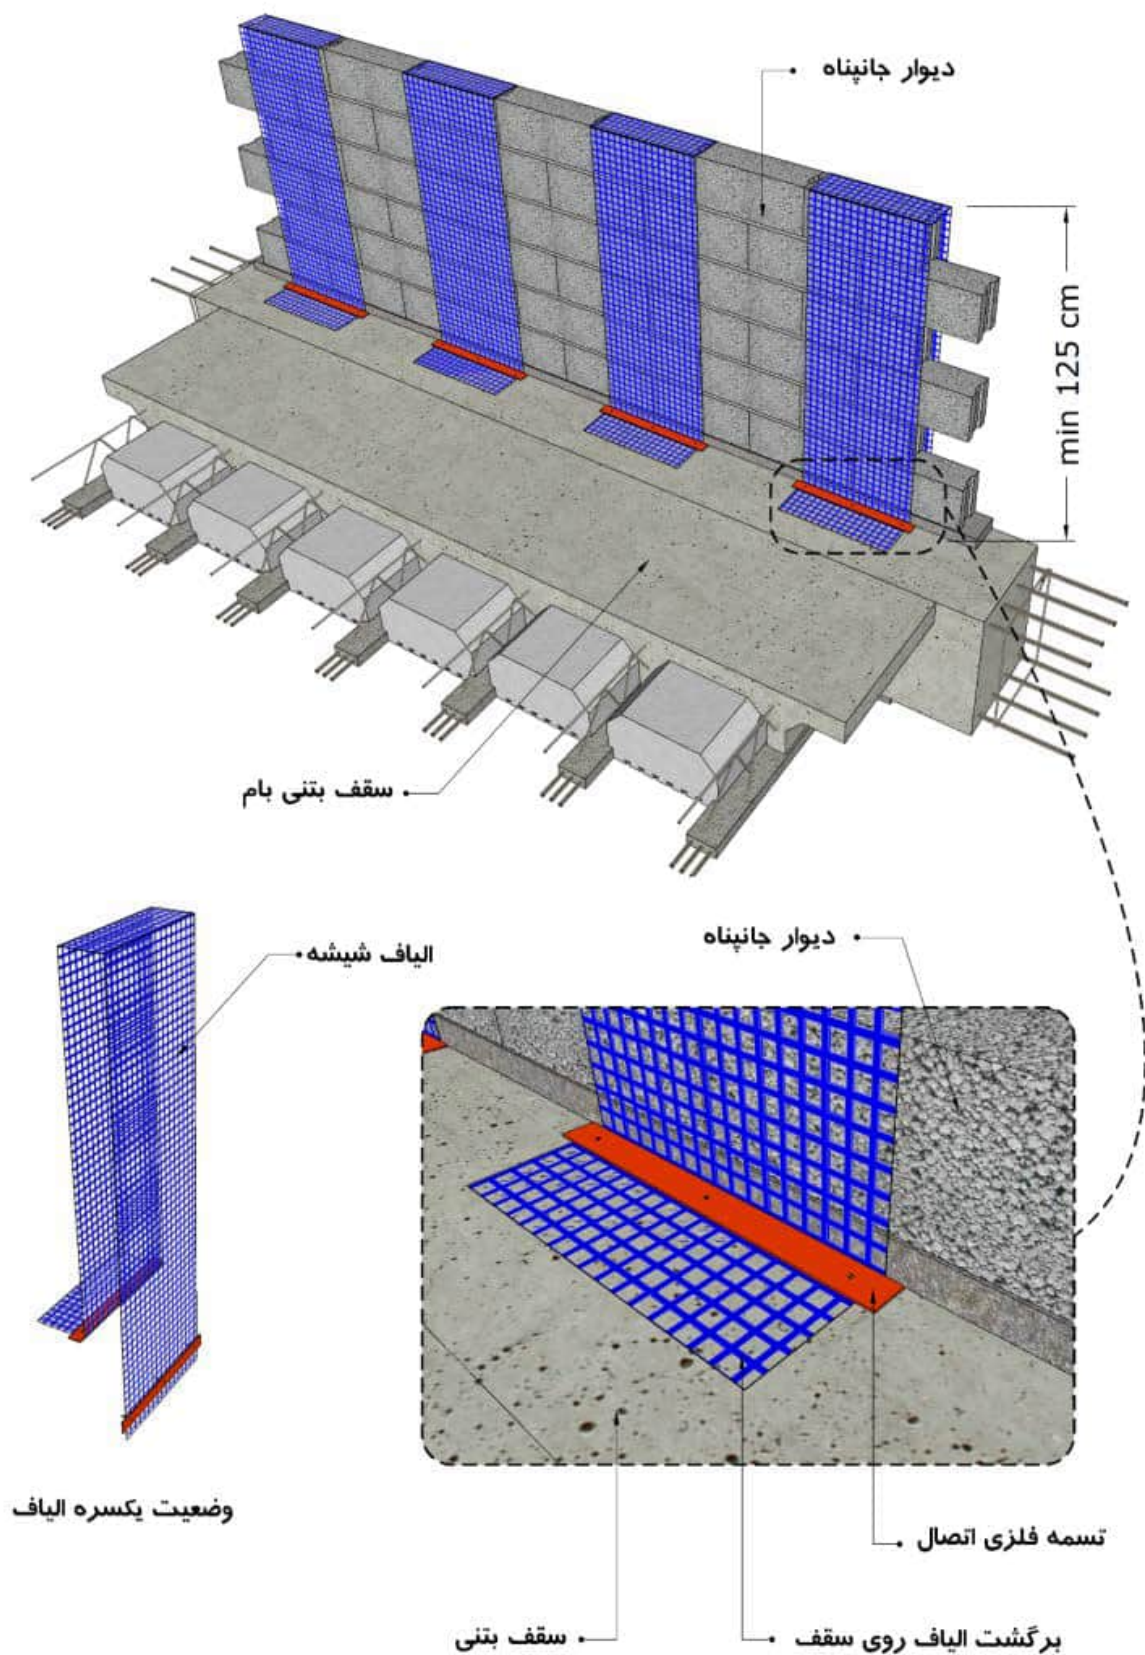 دیوار جانپناه
min 125 cm
سقف بتنی بام
دیوار جانپناه
الیاف شیشه
وضعیت یکسره الیاف
تسمه فلزی اتصال
برگشت الیاف روی سقف
سقف بتنی